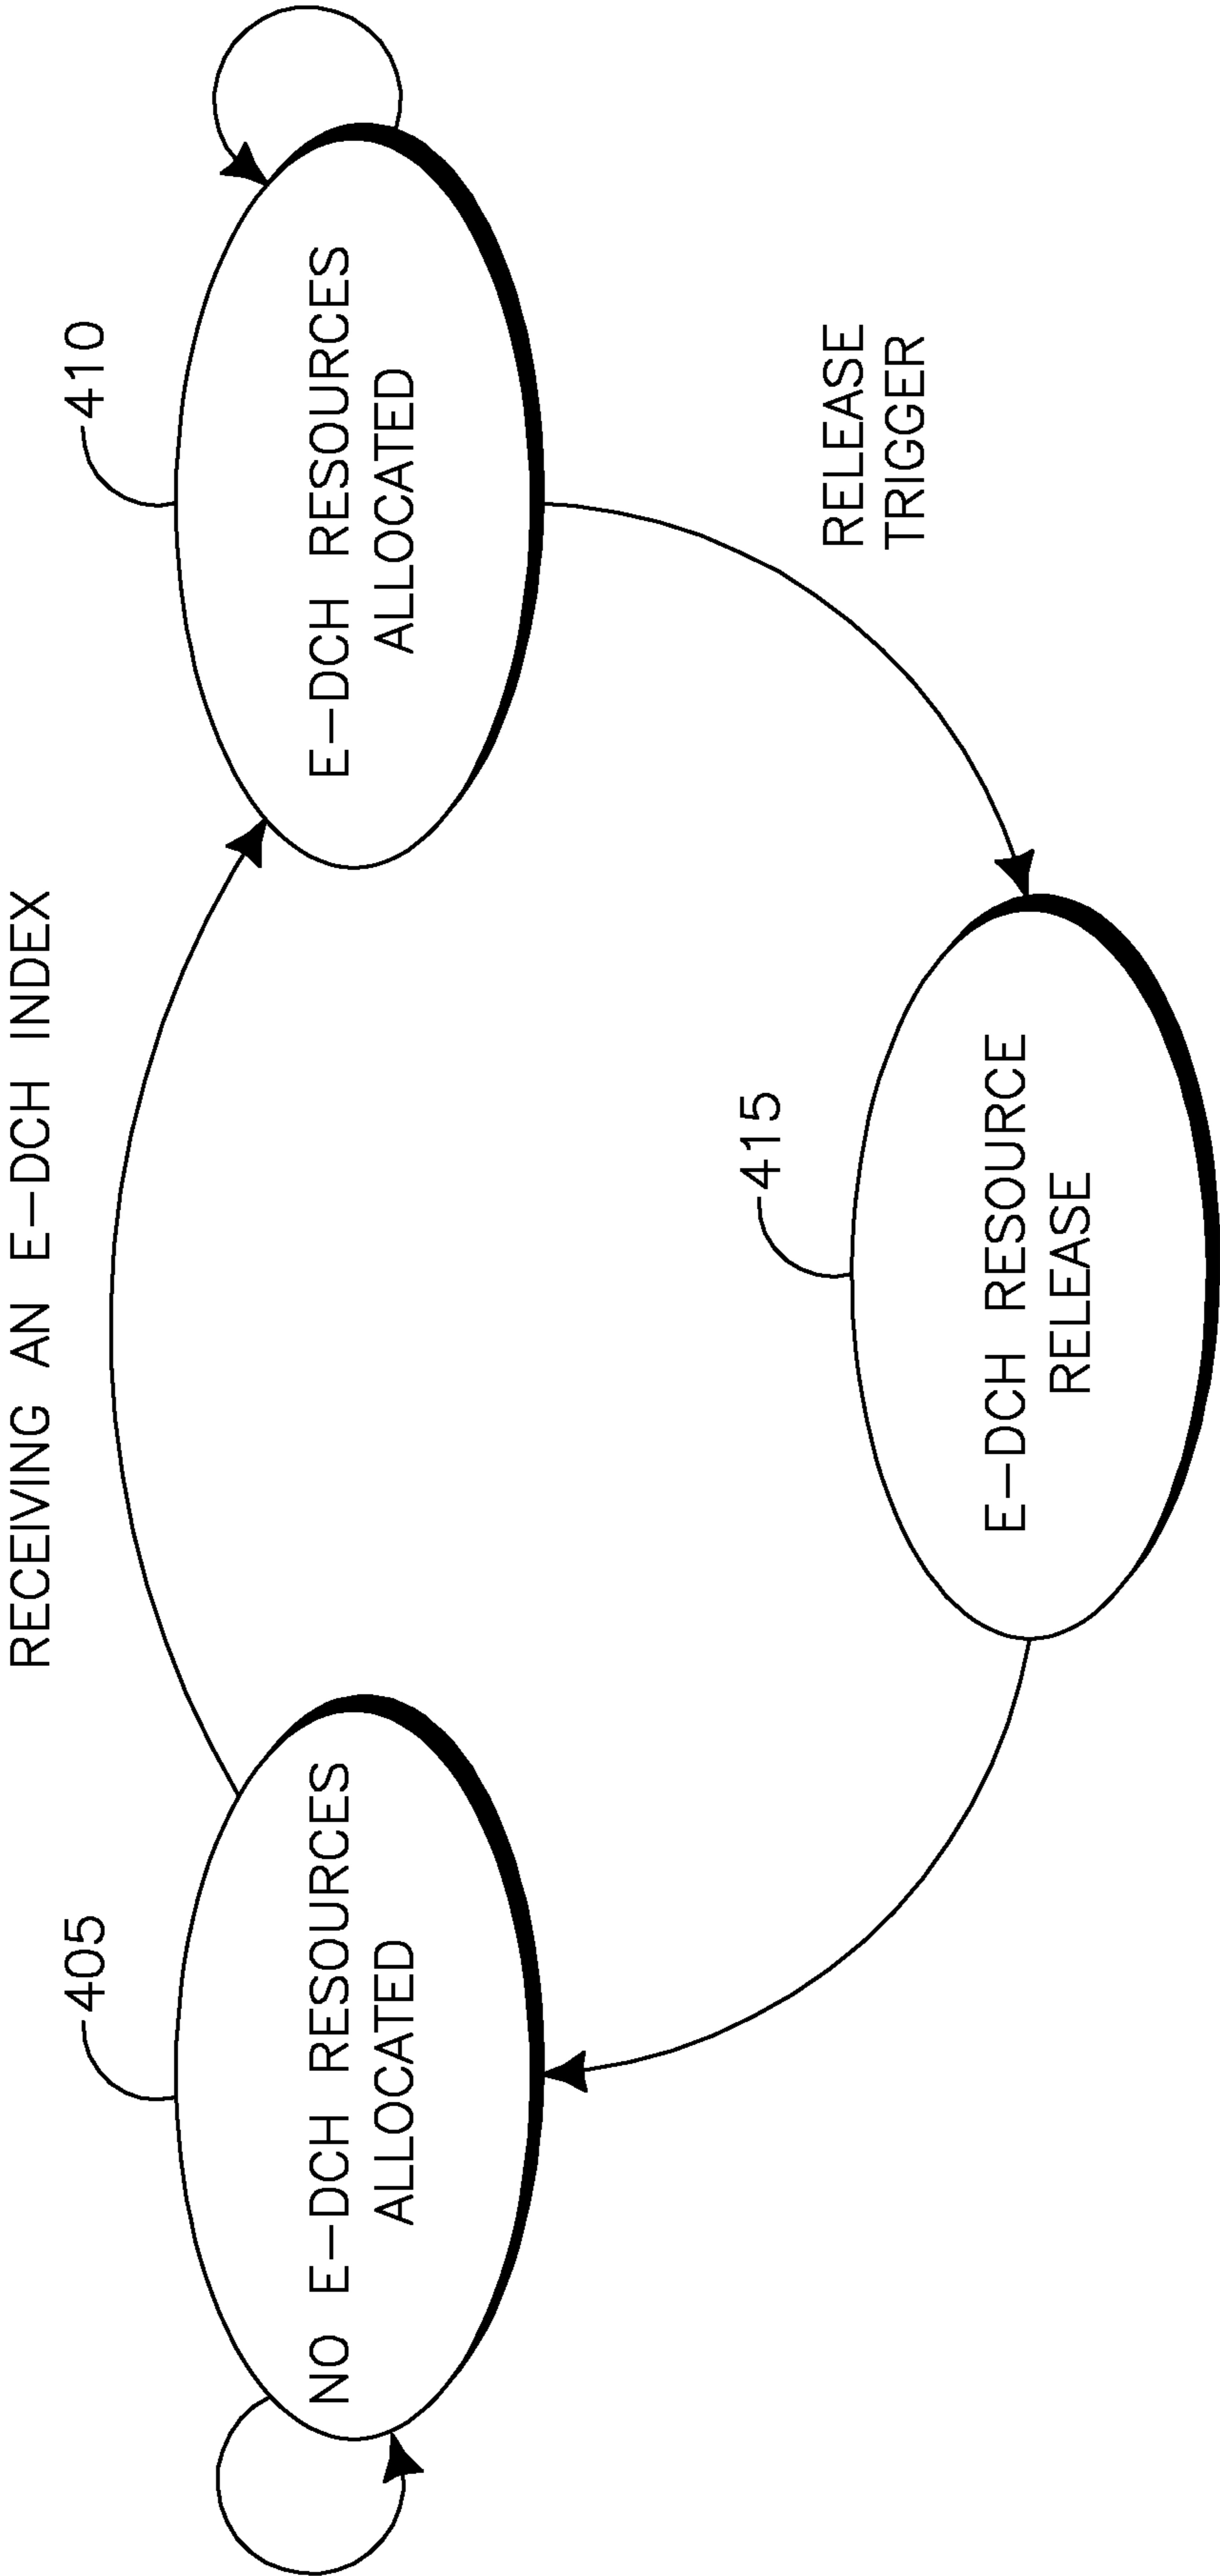 RECEIVING AN E-DCH INDEX
405
410
NO E-DCH RESOURCES
ALLOCATED
E-DCH RESOURCES
ALLOCATED
415
RELEASE
TRIGGER
E-DCH RESOURCE
RELEASE